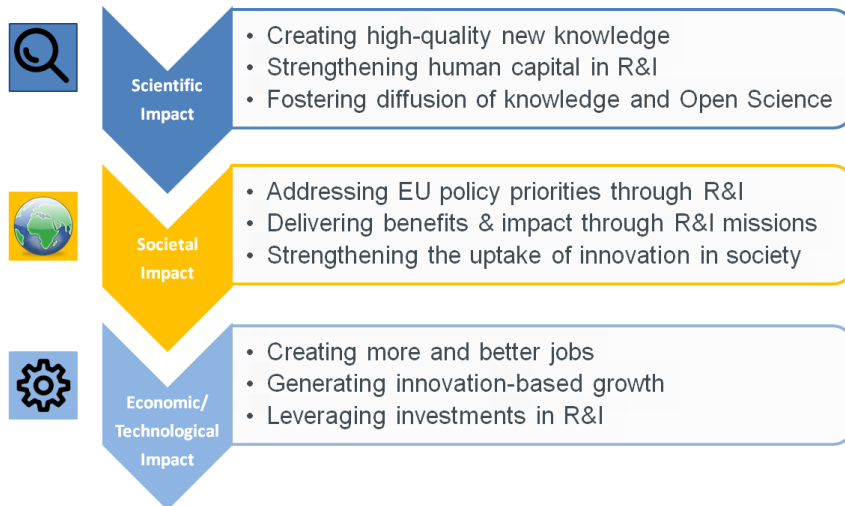 Scientific
Impact
• Creating high-quality new knowledge
• Strengthening human capital in R&I
• Fostering diffusion of knowledge and Open Science
Societal
Impact
• Addressing EU policy priorities through R&I
• Delivering benefits & impact through R&I missions
• Strengthening the uptake of innovation in society
Economic/
Technological
Impact
• Creating more and better jobs
• Generating innovation-based growth
• Leveraging investments in R&I